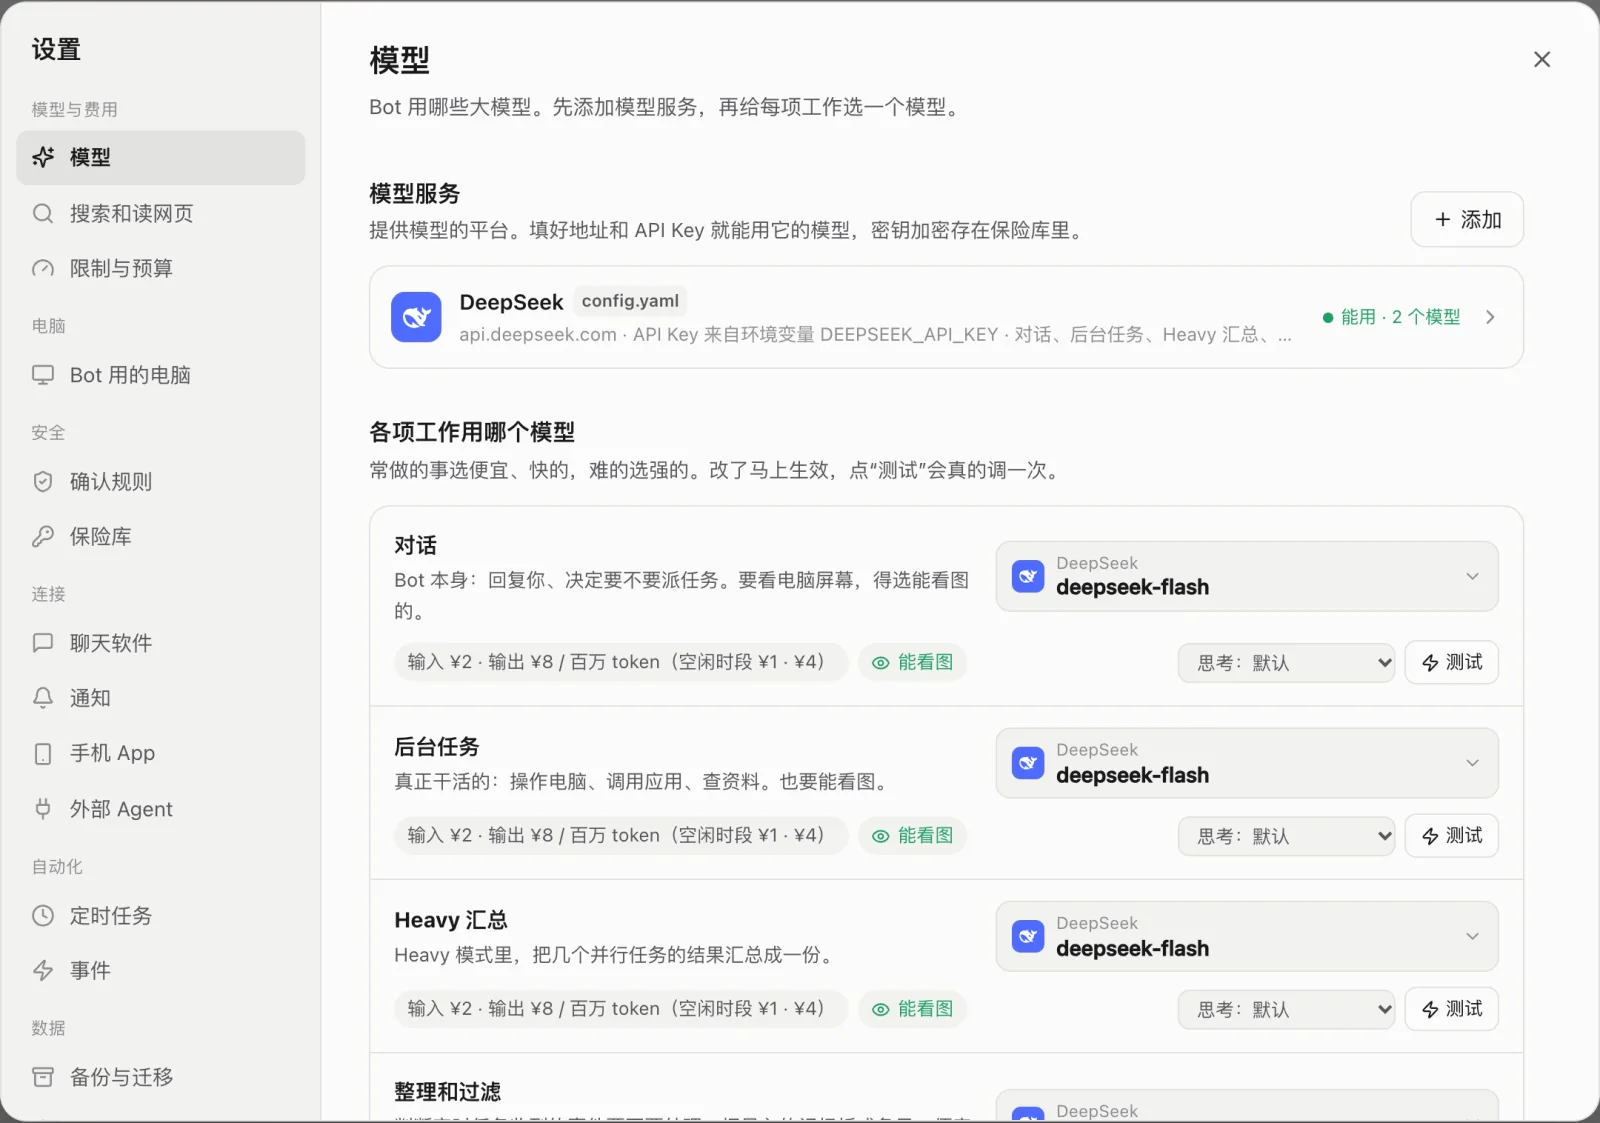 设置
模型与费用
模型
搜索和读网页
限制与预算
电脑
Bot 用的电脑
安全
确认规则
保险库
连接
聊天软件
通知
手机 App
外部 Agent
自动化
定时任务
事件
数据
备份与迁移
模型
Bot 用哪些大模型。先添加模型服务，再给每项工作选一个模型。
模型服务
提供模型的平台。填好地址和 API Key 就能用它的模型，密钥加密存在保险库里。
+ 添加
DeepSeek config.yaml
api.deepseek.com · API Key 来自环境变量 DEEPSEEK_API_KEY · 对话、后台任务、Heavy 汇总、...
能用 · 2 个模型
各项工作用哪个模型
常做的事选便宜、快的，难的选强的。改了马上生效，点“测试”会真的调一次。
对话
Bot 本身：回复你、决定要不要派任务。要看电脑屏幕，得选能看图
的。
DeepSeek
deepseek-flash
输入 ¥2 · 输出 ¥8 / 百万 token（空闲时段 ¥1 · ¥4） 能看图
思考：默认 测试
后台任务
真正干活的：操作电脑、调用应用、查资料。也要能看图。
DeepSeek
deepseek-flash
输入 ¥2 · 输出 ¥8 / 百万 token（空闲时段 ¥1 · ¥4） 能看图
思考：默认 测试
Heavy 汇总
Heavy 模式里，把几个并行任务的结果汇总成一份。
DeepSeek
deepseek-flash
输入 ¥2 · 输出 ¥8 / 百万 token（空闲时段 ¥1 · ¥4） 能看图
思考：默认 测试
整理和过滤
DeepSeek